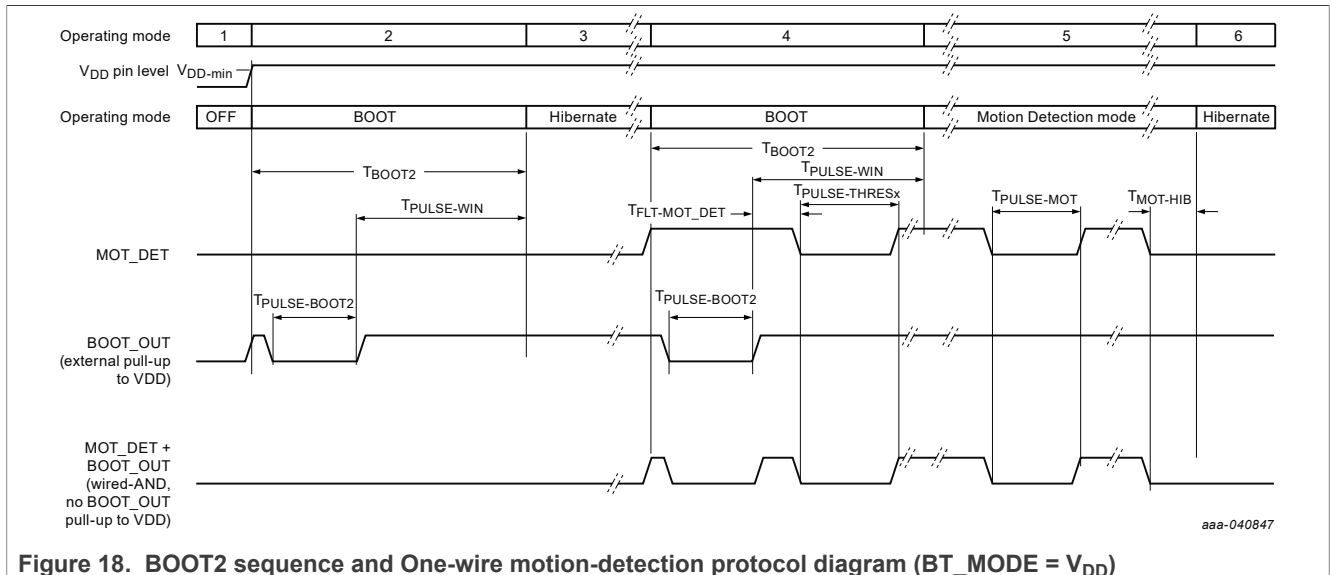 Operating mode 1 2 3 4 5 6
VDD pin level VDD-min
Operating mode OFF BOOT Hibernate BOOT Motion Detection mode Hibernate
TBOOT2 TBOOT2
TPULSE-WIN
TPULSE-WIN TFLT-MOT_DET TPULSE-THRESx TPULSE-MOT TMOT-HIB
MOT_DET
TPULSE-BOOT2 TPULSE-BOOT2
BOOT_OUT
(external pull-up
to VDD)
MOT_DET +
BOOT_OUT
(wired-AND,
no BOOT_OUT
pull-up to VDD)
aaa-040847
Figure 18. BOOT2 sequence and One-wire motion-detection protocol diagram (BT_MODE = VDD)